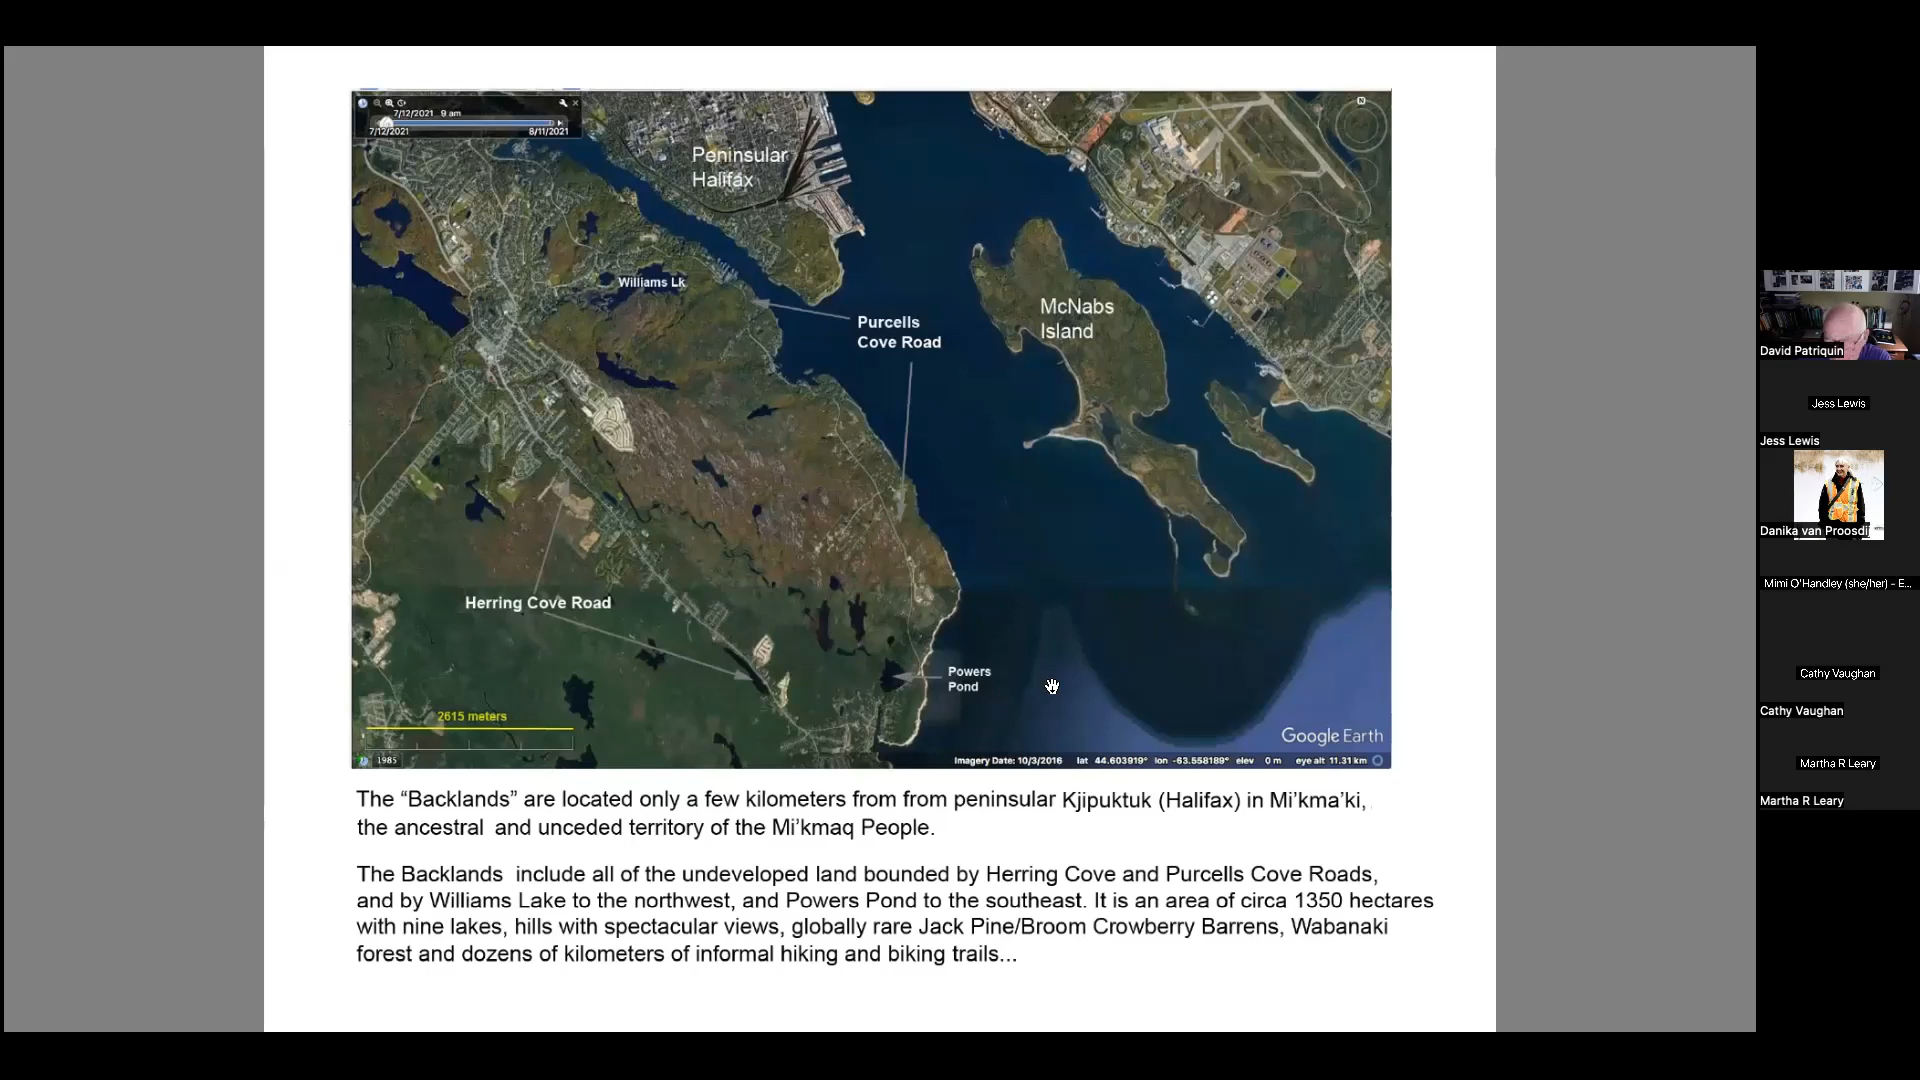 7/12/2021 9 am
7/12/2021 8/11/2021
N
Peninsular
Halifax
Williams Lk
McNabs
Island
Purcells
Cove Road
Herring Cove Road
Powers
Pond
2615 meters
Google Earth
1985
Imagery Date: 10/3/2016 lat 44.603919° lon -63.558189° elev 0 m eye alt 11.31 km
The “Backlands” are located only a few kilometers from from peninsular Kjipuktuk (Halifax) in Mi’kma’ki,
the ancestral and unceded territory of the Mi’kmaq People.
The Backlands include all of the undeveloped land bounded by Herring Cove and Purcells Cove Roads,
and by Williams Lake to the northwest, and Powers Pond to the southeast. It is an area of circa 1350 hectares
with nine lakes, hills with spectacular views, globally rare Jack Pine/Broom Crowberry Barrens, Wabanaki
forest and dozens of kilometers of informal hiking and biking trails...
David Patriquin
Jess Lewis
Jess Lewis
Danika van Proosdij
Mimi O'Handley (she/her) - E...
Cathy Vaughan
Cathy Vaughan
Martha R Leary
Martha R Leary